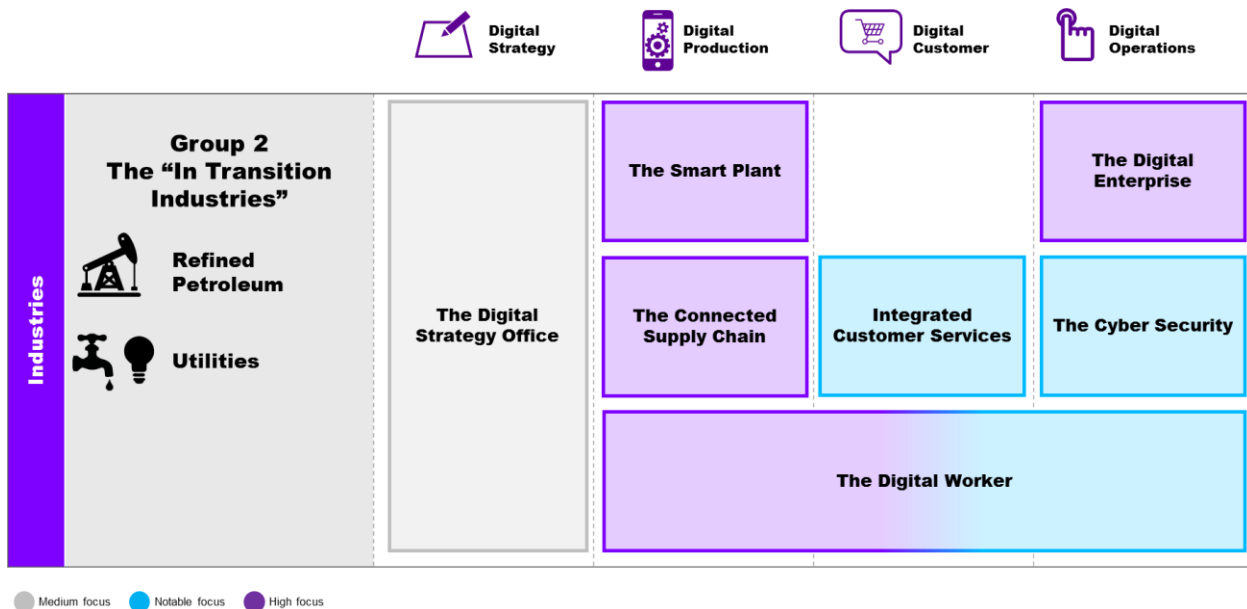 Digital
Strategy
Digital
Production
Digital
Customer
Digital
Operations
Industries
Group 2
The “In Transition
Industries”
Refined
Petroleum
Utilities
The Digital
Strategy Office
The Smart Plant
The Connected
Supply Chain
Integrated
Customer Services
The Digital
Enterprise
The Cyber Security
The Digital Worker
Medium focus
Notable focus
High focus